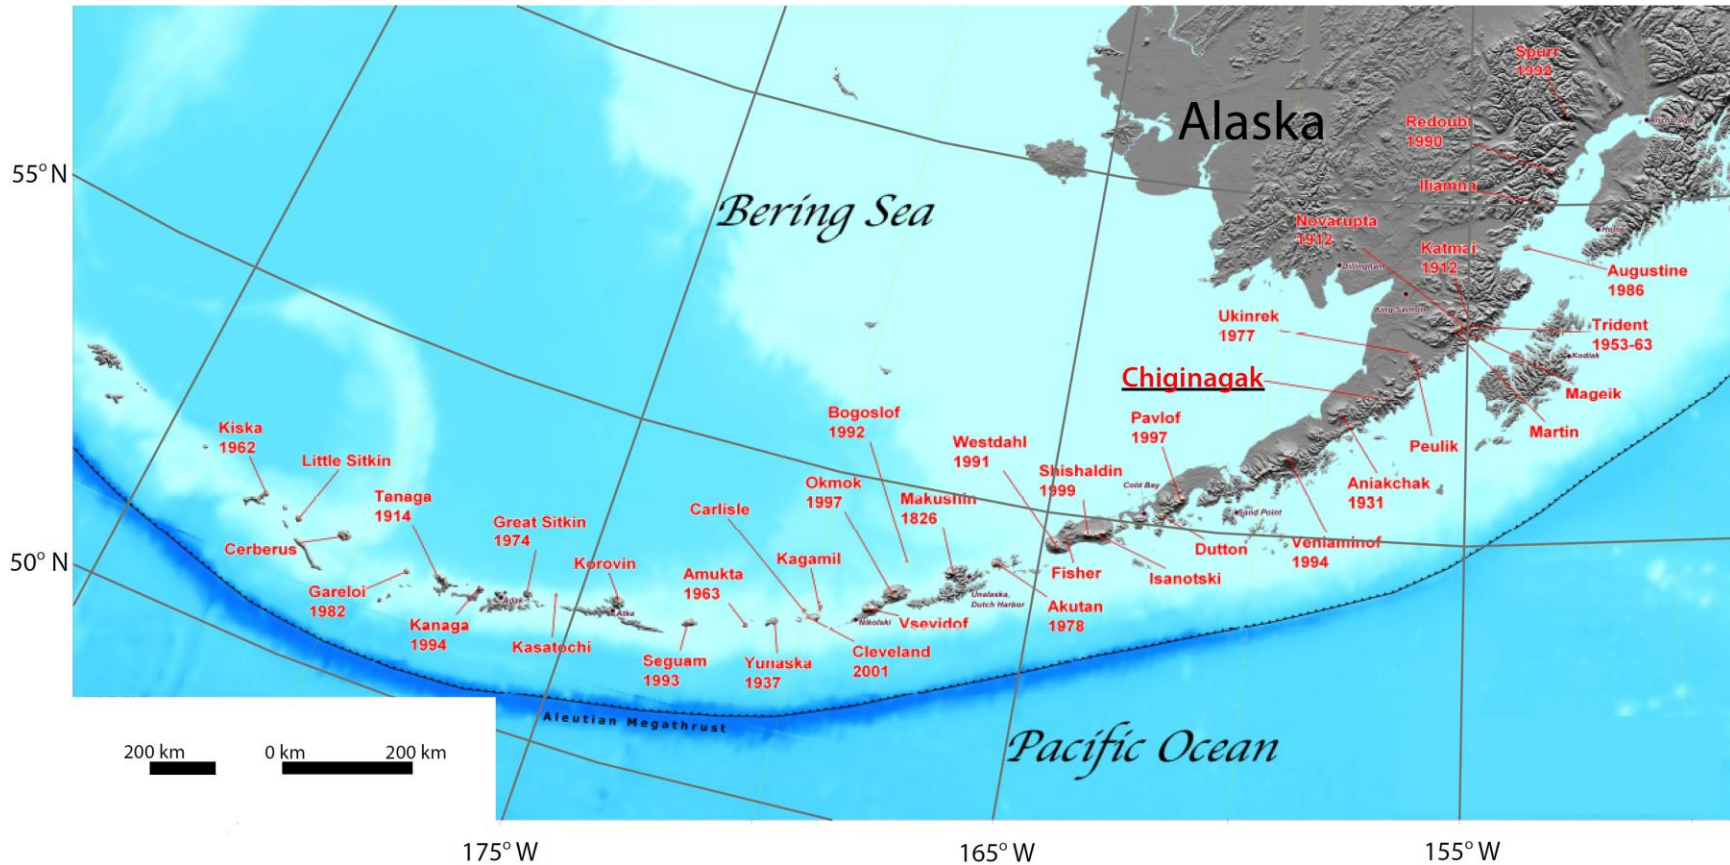 Spurr
1992
Alaska
Redoubt
1990
Anchorage
55° N
Iliamna
Bering Sea
Novarupta
1912
Katmai
1912
Homer
Dillingham
Augustine
1986
King Salmon
Ukinrek
1977
Trident
1953-63
Kodiak
Chiginagak
Mageik
Bogoslof
1992
Pavlof
1997
Martin
Peulik
Kiska
1962
Westdahl
1991
Little Sitkin
Shishaldin
1999
Okmok
1997
Cold Bay
Aniakchak
1931
Tanaga
1914
Makushin
1826
Carlisle
Great Sitkin
1974
Sand Point
Cerberus
Dutton
Veniaminof
1994
Kagamil
Korovin
Fisher
Isanotski
50° N
Amukta
1963
Gareloi
1982
Adak
Unalaska,
Dutch Harbor
Akutan
1978
Atka
Kanaga
1994
Nikolski
Vsevidof
Kasatochi
Cleveland
2001
Seguam
1993
Yunaska
1937
Aleutian Megathrust
Pacific Ocean
200 km
0 km
200 km
175° W
165° W
155° W